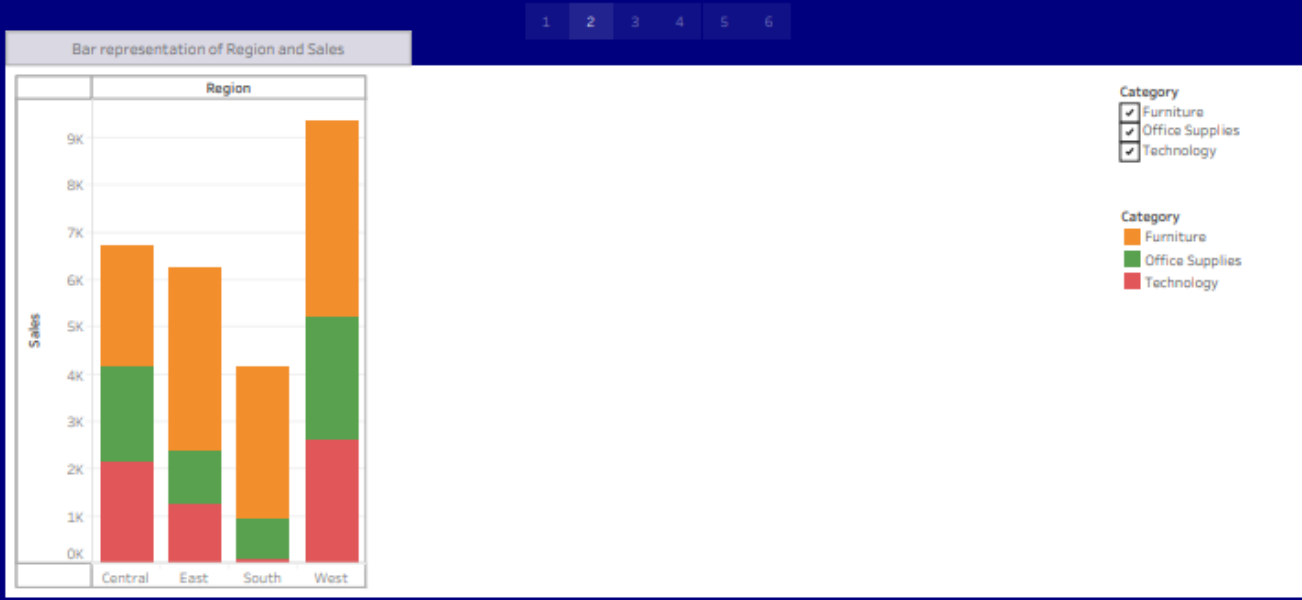 1 2 3 4 5 6
Bar representation of Region and Sales
Region
Sales
9K
8K
7K
6K
5K
4K
3K
2K
1K
0K
Central East South West
Category
Furniture
Office Supplies
Technology
Category
Furniture
Office Supplies
Technology